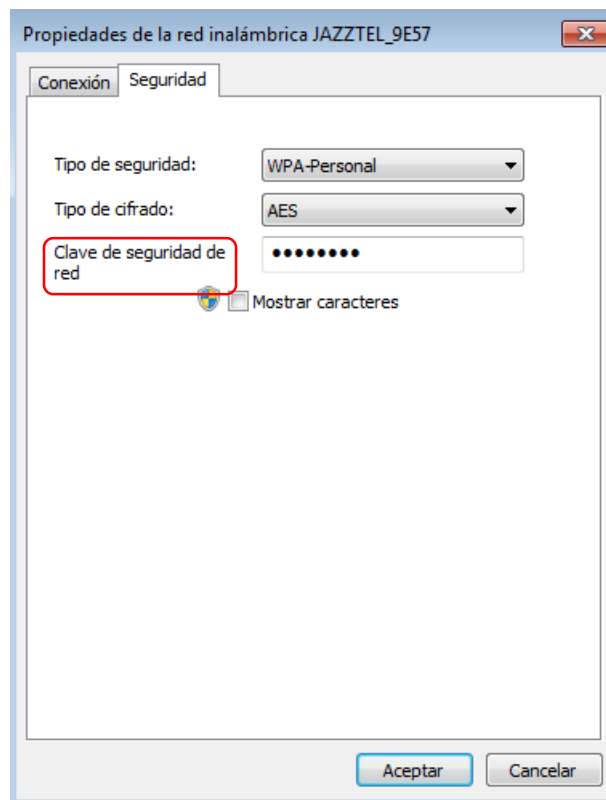 Propiedades de la red inalámbrica JAZZTEL_9E57
Conexión Seguridad
Tipo de seguridad: WPA-Personal
Tipo de cifrado: AES
Clave de seguridad de ••••••••
red
Mostrar caracteres
Aceptar Cancelar